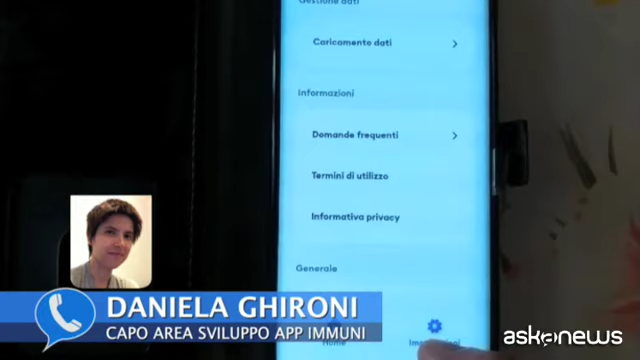 Gestione dati
Caricamento dati
Informazioni
Domande frequenti
Termini di utilizzo
Informativa privacy
Generale
Home
DANIELA GHIRONI
CAPO AREA SVILUPPO APP IMMUNI
askanews